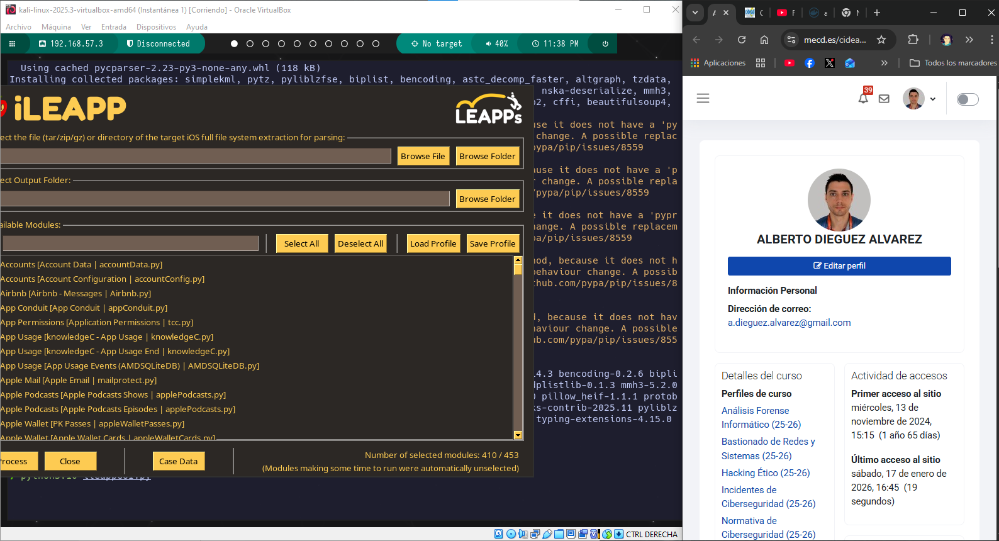 kali-linux-2025.3-virtualbox-amd64 (Instantánea 1) [Corriendo] - Oracle VirtualBox
Archivo Máquina Ver Entrada Dispositivos Ayuda
192.168.57.3 Disconnected No target 40% 11:38 PM
Using cached pycparser-2.23-py3-none-any.whl (118 kB)
Installing collected packages: simplekml, pytz, pyliblzfse, biplist, bencoding, astc_decomp_faster, altgraph, tzdata,
nska-deserialize, mmh3,
cffi, beautifulsoup4,
because it does not have a 'py
change. A possible replac
pypa/pip/issues/8559
because it does not have a 'p
change. A possible repla
/pypa/pip/issues/8559
it does not have a 'pypr
A possible replacem
pa/pip/issues/8559
because it does not h
behaviour change. A possib
hub.com/pypa/pip/issues/8
because it does not hav
haviour change. A possible
ub.com/pypa/pip/issues/855
14.3 bencoding-0.2.6 bipli
dplistlib-0.1.3 mmh3-5.2.0
pillow_heif-1.1.1 protob
ks-contrib-2025.11 pyliblz
typing-extensions-4.15.0
iLEAPP
LEAPPs
ect the file (tar/zip/gz) or directory of the target iOS full file system extraction for parsing:
Browse File Browse Folder
ect Output Folder:
Browse Folder
ailable Modules:
Select All Deselect All Load Profile Save Profile
Accounts [Account Data | accountData.py]
Accounts [Account Configuration | accountConfig.py]
Airbnb [Airbnb - Messages | Airbnb.py]
App Conduit [App Conduit | appConduit.py]
App Permissions [Application Permissions | tcc.py]
App Usage [knowledgeC - App Usage | knowledgeC.py]
App Usage [knowledgeC - App Usage End | knowledgeC.py]
App Usage [App Usage Events (AMDSQLiteDB) | AMDSQLiteDB.py]
Apple Mail [Apple Email | mailprotect.py]
Apple Podcasts [Apple Podcasts Shows | applePodcasts.py]
Apple Podcasts [Apple Podcasts Episodes | applePodcasts.py]
Apple Wallet [PK Passes | appleWalletPasses.py]
Apple Wallet [Apple Wallet Cards | appleWalletCards.py]
Process Close Case Data
Number of selected modules: 410 / 453
(Modules making some time to run were automatically unselected)
CTRL DERECHA
mecd.es/cidea...
Aplicaciones
Todos los marcadores
39
ALBERTO DIEGUEZ ALVAREZ
Editar perfil
Información Personal
Dirección de correo:
a.dieguez.alvarez@gmail.com
Detalles del curso
Perfiles de curso
Análisis Forense
Informático (25-26)
Bastionado de Redes y
Sistemas (25-26)
Hacking Ético (25-26)
Incidentes de
Ciberseguridad (25-26)
Normativa de
Ciberseguridad (25-26)
Actividad de accesos
Primer acceso al sitio
miércoles, 13 de
noviembre de 2024,
15:15 (1 año 65 días)
Último acceso al sitio
sábado, 17 de enero de
2026, 16:45 (19
segundos)